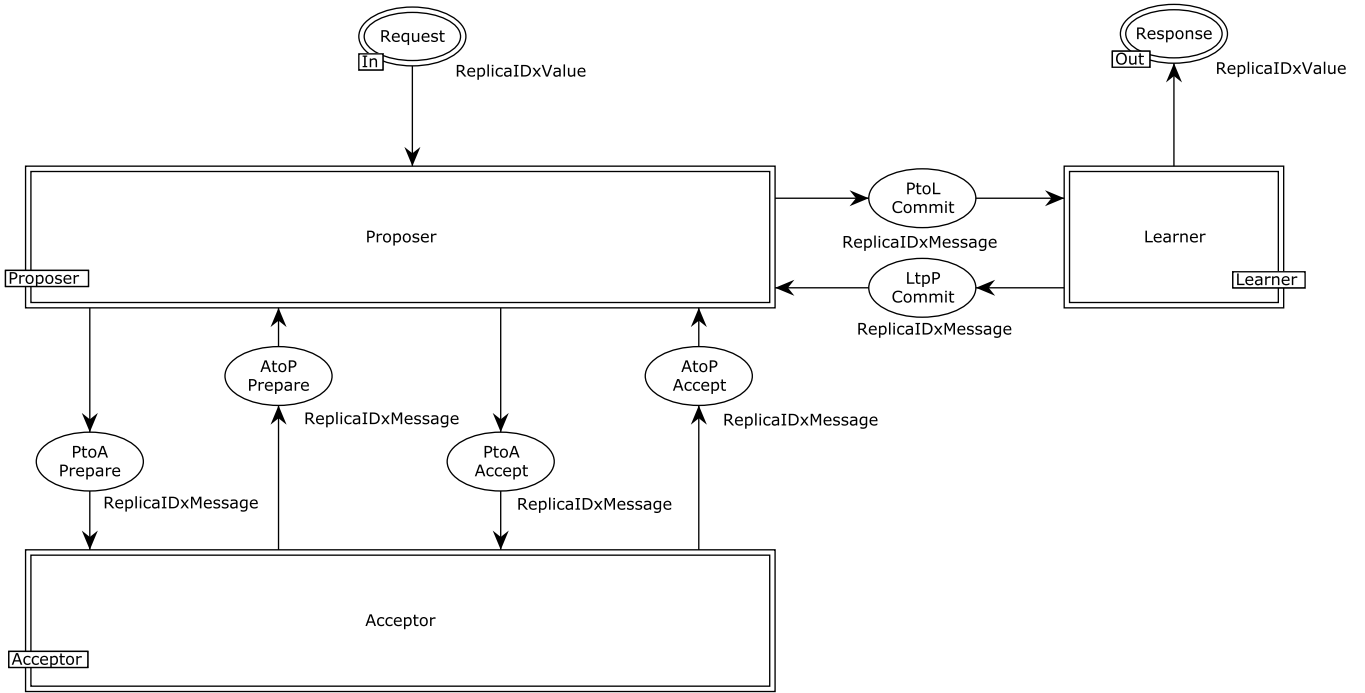 Request
In
ReplicaIDxValue
Response
Out
ReplicaIDxValue
Proposer
Proposer
PtoL
Commit
ReplicaIDxMessage
LtpP
Commit
ReplicaIDxMessage
Learner
Learner
AtoP
Prepare
ReplicaIDxMessage
AtoP
Accept
ReplicaIDxMessage
PtoA
Prepare
ReplicaIDxMessage
PtoA
Accept
ReplicaIDxMessage
Acceptor
Acceptor